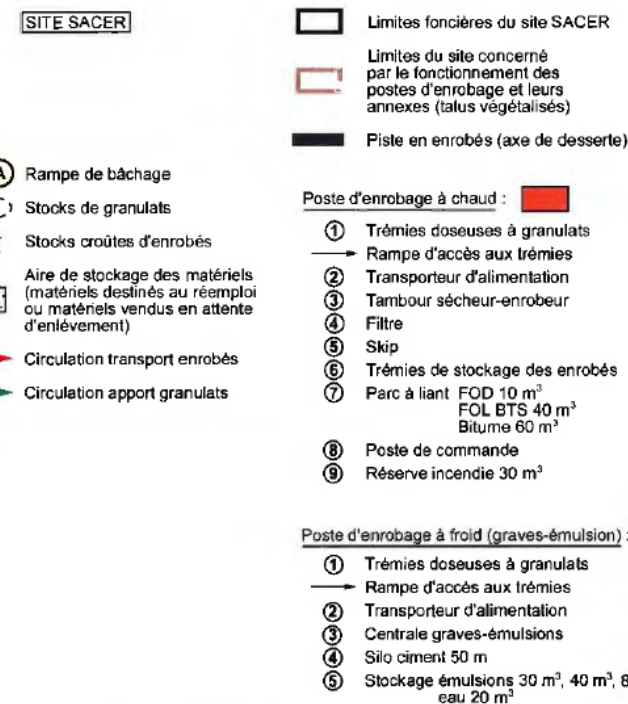 SITE SACER
Limites foncières du site SACER
Limites du site concerné
par le fonctionnement des
postes d'enrobage et leurs
annexes (talus végétalisés)
Piste en enrobés (axe de desserte)
A Rampe de bâchage
Stocks de granulats
Stocks croûtes d'enrobés
Aire de stockage des matériels
(matériels destinés au réemploi
ou matériels vendus en attente
d'enlévement)
Circulation transport enrobés
Circulation apport granulats
Poste d'enrobage à chaud :
1 Trémies doseuses à granulats
Rampe d'accès aux trémies
2 Transporteur d'alimentation
3 Tambour sécheur-enrobeur
4 Filtre
5 Skip
6 Trémies de stockage des enrobés
7 Parc à liant FOD 10 m³
FOL BTS 40 m³
Bitume 60 m³
8 Poste de commande
9 Réserve incendie 30 m³
Poste d'enrobage à froid (graves-émulsion) :
1 Trémies doseuses à granulats
Rampe d'accés aux trémies
2 Transporteur d'alimentation
3 Centrale graves-émulsions
4 Silo ciment 50 m
5 Stockage émulsions 30 m³, 40 m³, 8
eau 20 m³